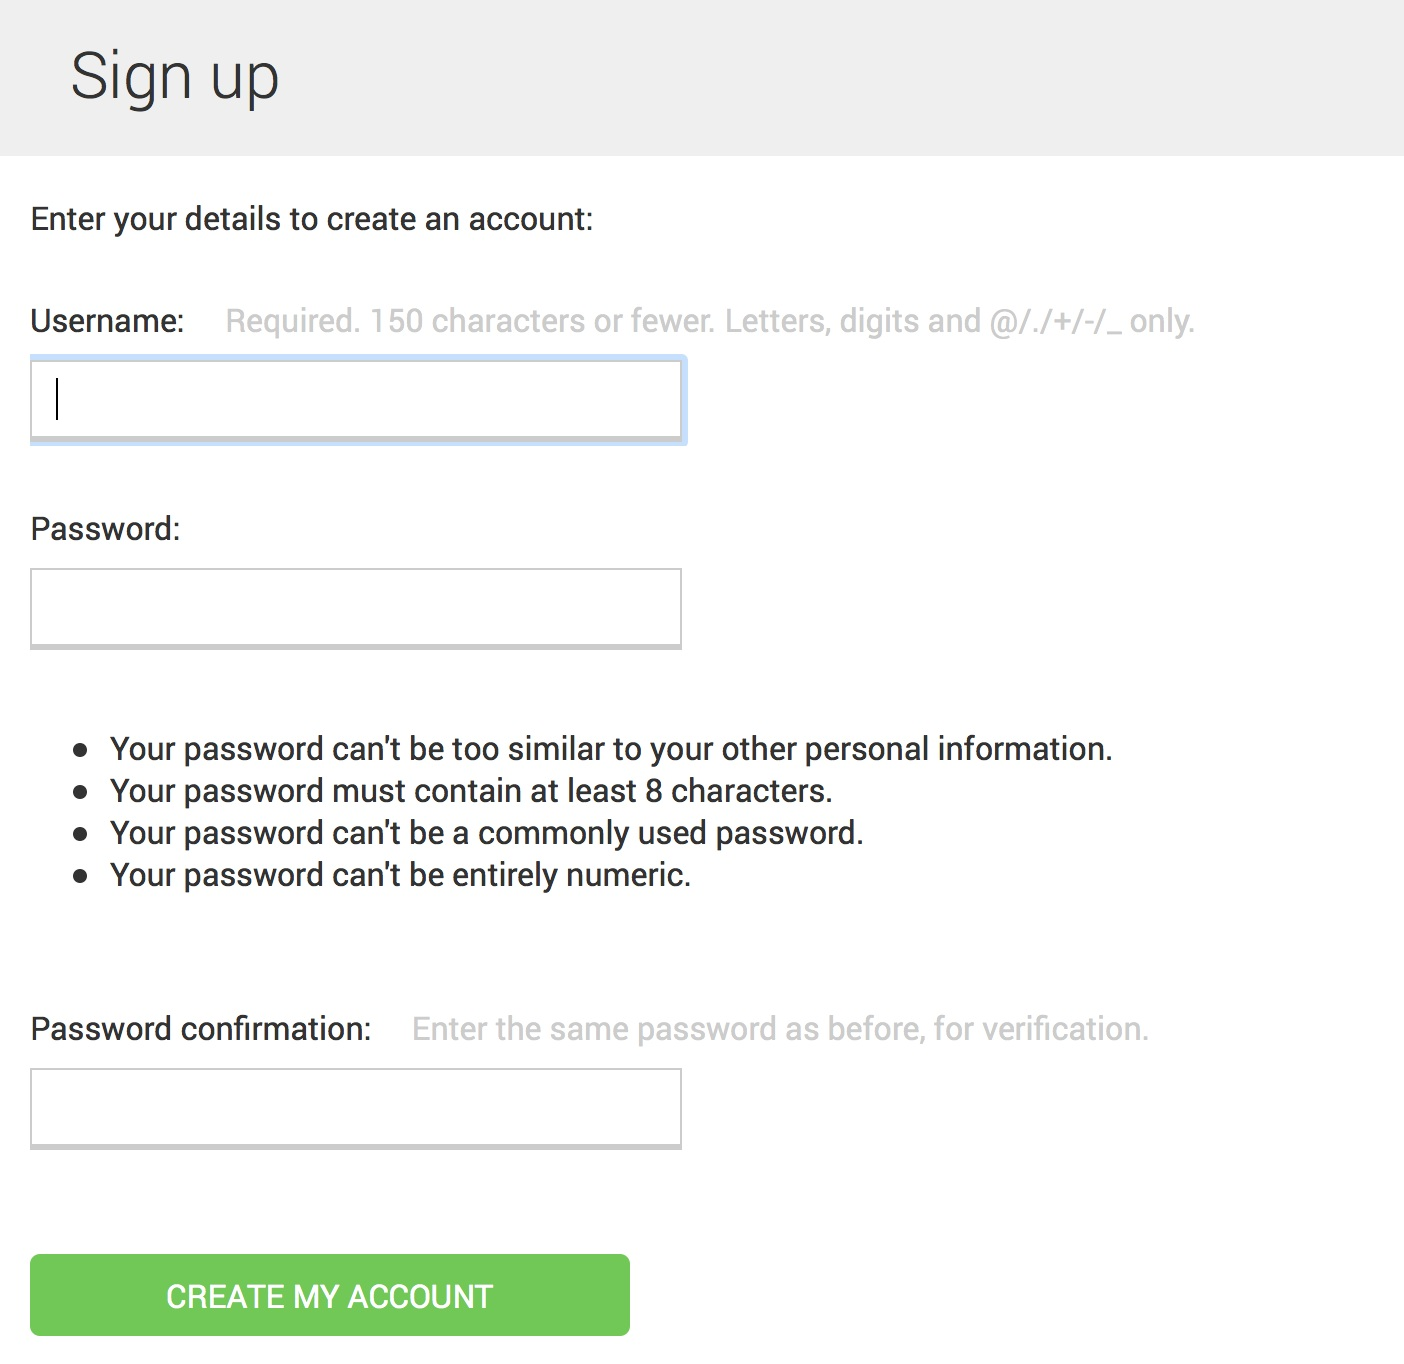 Sign up
Enter your details to create an account:
Username: Required. 150 characters or fewer. Letters, digits and @/./+/-/_ only.
Password:
Your password can't be too similar to your other personal information.
Your password must contain at least 8 characters.
Your password can't be a commonly used password.
Your password can't be entirely numeric.
Password confirmation: Enter the same password as before, for verification.
CREATE MY ACCOUNT